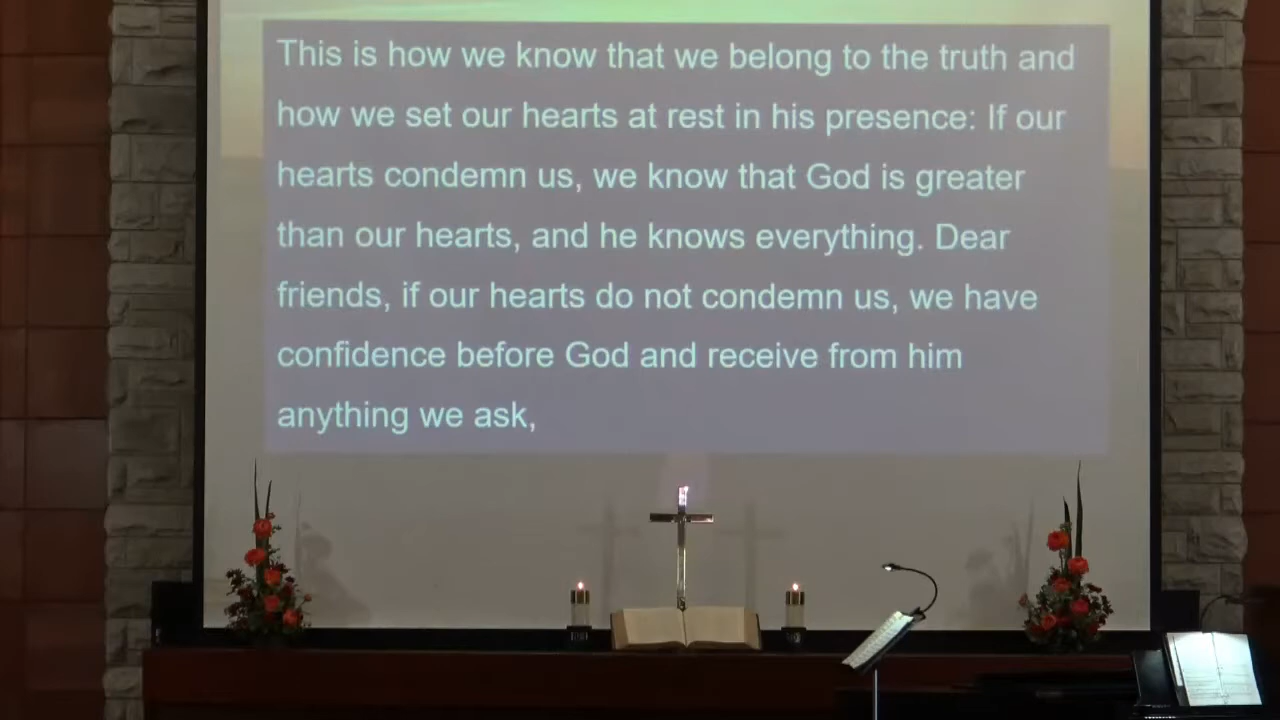 This is how we know that we belong to the truth and
how we set our hearts at rest in his presence: If our
hearts condemn us, we know that God is greater
than our hearts, and he knows everything. Dear
friends, if our hearts do not condemn us, we have
confidence before God and receive from him
anything we ask,